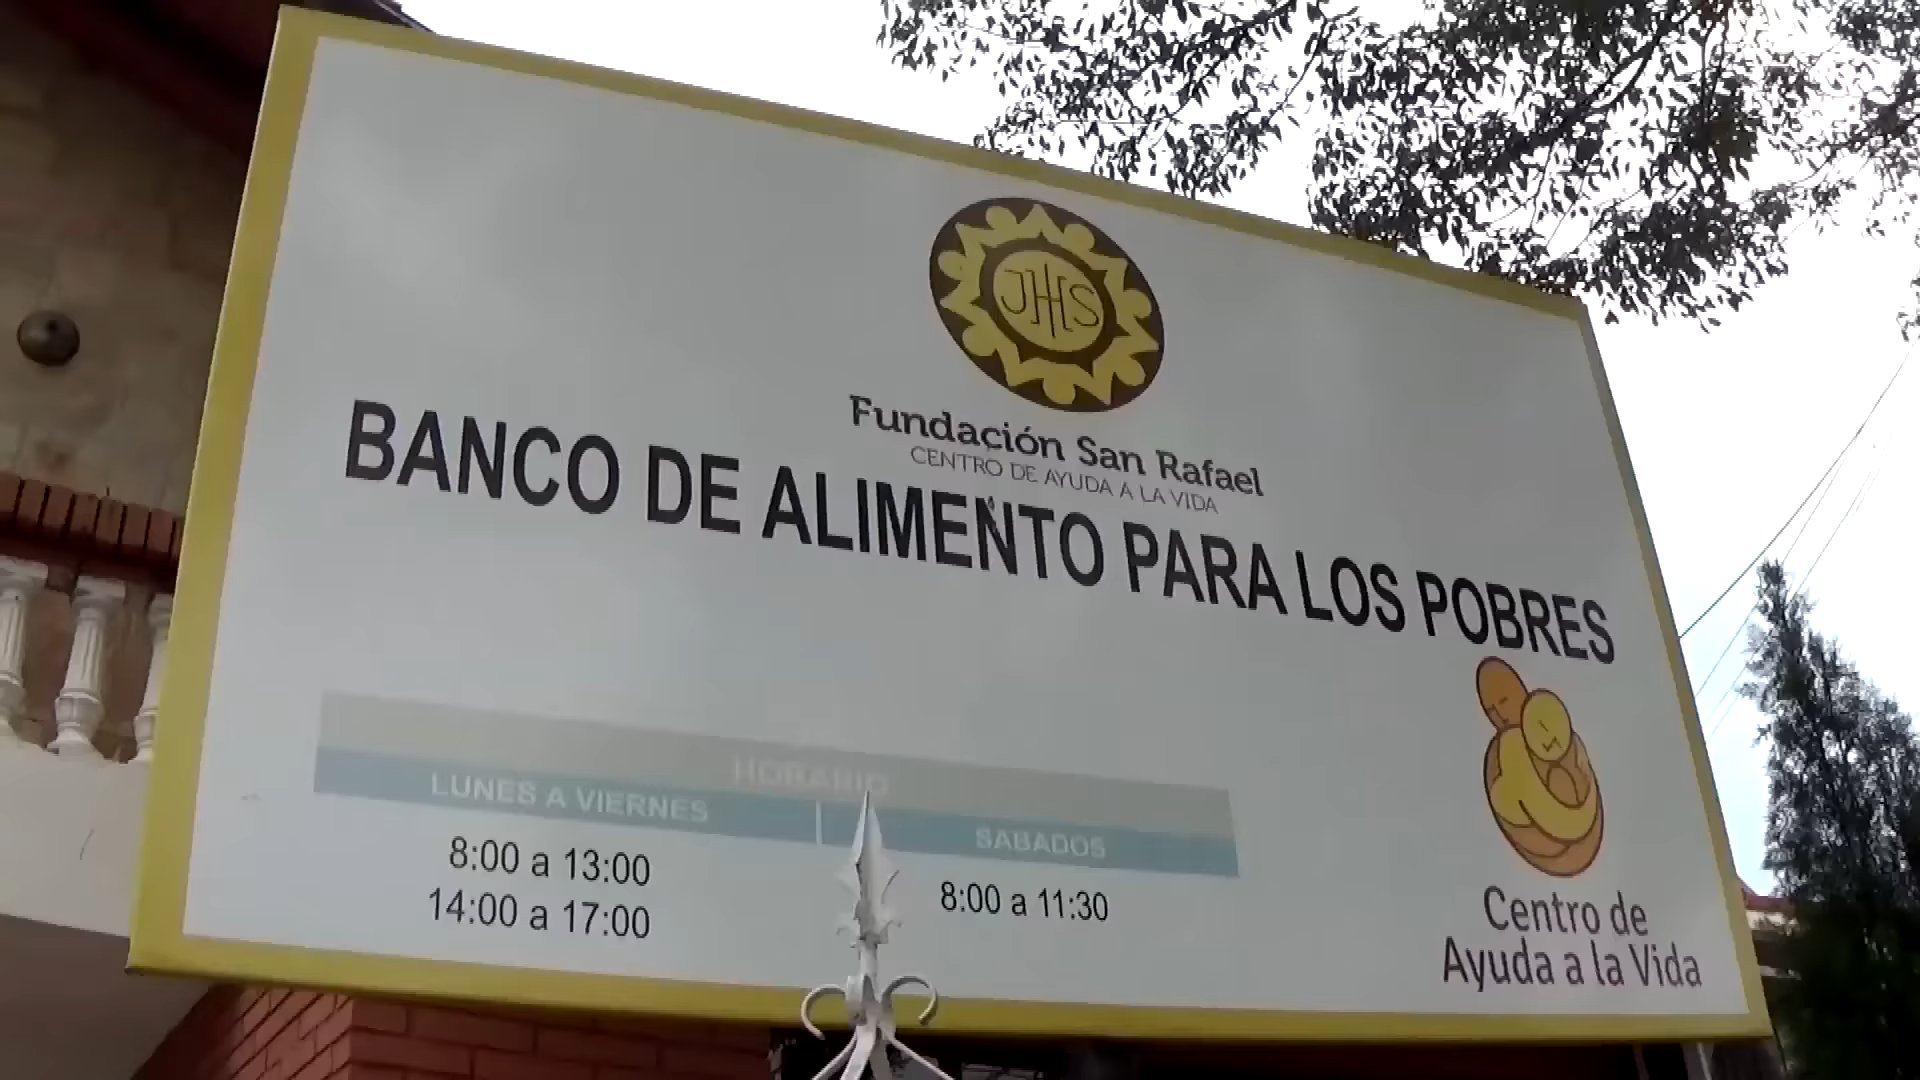 JHS
Fundación San Rafael
CENTRO DE AYUDA A LA VIDA
BANCO DE ALIMENTO PARA LOS POBRES
HORARIO
LUNES A VIERNES
SABADOS
8:00 a 13:00
8:00 a 11:30
14:00 a 17:00
Centro de
Ayuda a la Vida